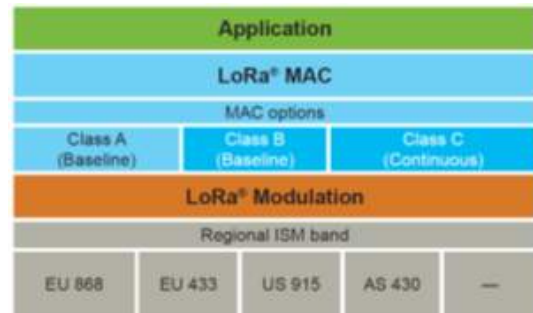 Application
LoRa® MAC
MAC options
Class A Class B Class C
(Baseline) (Baseline) (Continuous)
LoRa® Modulation
Regional ISM band
EU 868 EU 433 US 915 AS 430 —